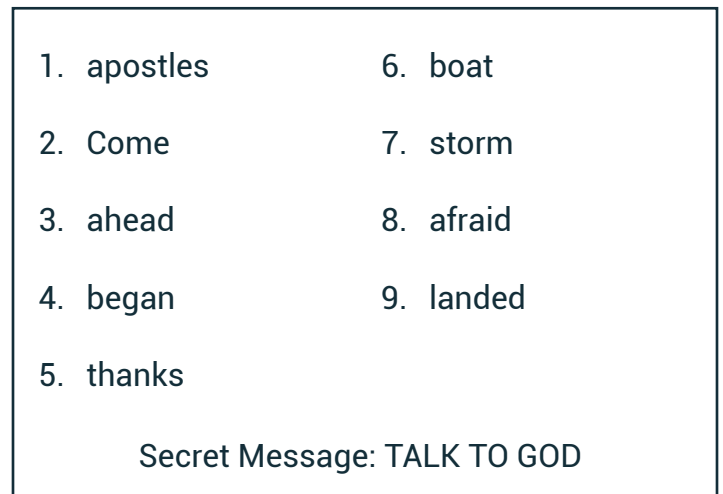 1. apostles
2. Come
3. ahead
4. began
5. thanks
6. boat
7. storm
8. afraid
9. landed
Secret Message: TALK TO GOD